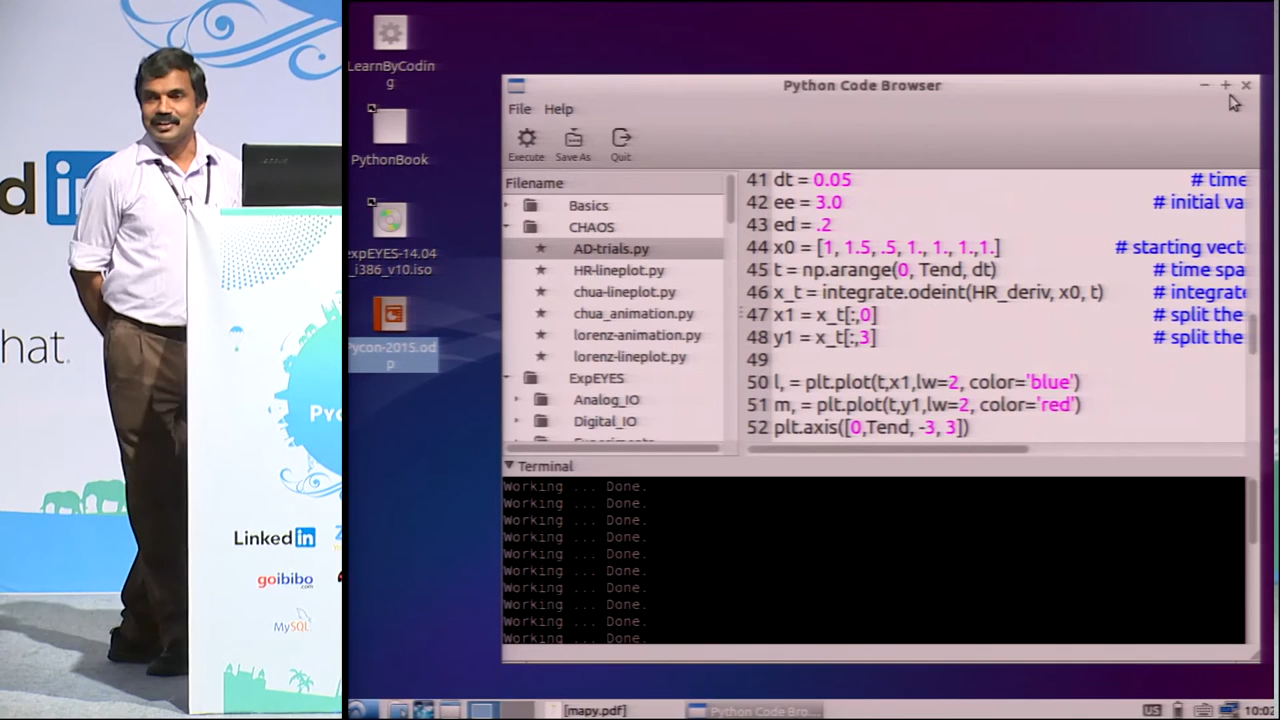 d in
hat.
Py
Linked in
goibibo
.com
MySQL
LearnByCodin
g
PythonBook
expEYES-14.04
_i386_v10.iso
Pycon-2015.od
p
Python Code Browser
File Help
Execute Save As Quit
Filename
Basics
CHAOS
AD-trials.py
HR-lineplot.py
chua-lineplot.py
chua_animation.py
lorenz-animation.py
lorenz-lineplot.py
ExpEYES
Analog_IO
Digital_IO
Experiments
41 dt = 0.05 # time
42 ee = 3.0 # initial va
43 ed = .2
44 x0 = [1, 1.5, .5, 1., 1., 1.,1.] # starting vect
45 t = np.arange(0, Tend, dt) # time spa
46 x_t = integrate.odeint(HR_deriv, x0, t) # integrate
47 x1 = x_t[:,0] # split the
48 y1 = x_t[:,3] # split the
49
50 l, = plt.plot(t,x1,lw=2, color='blue')
51 m, = plt.plot(t,y1,lw=2, color='red')
52 plt.axis([0,Tend, -3, 3])
Terminal
Working ... Done.
Working ... Done.
Working ... Done.
Working ... Done.
Working ... Done.
Working ... Done.
Working ... Done.
Working ... Done.
Working ... Done.
Working ... Done.
[mapy.pdf] Python Code Bro... US 10:02